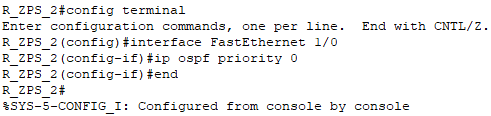 R_ZPS_2#config terminal
Enter configuration commands, one per line.  End with CNTL/Z.
R_ZPS_2(config)#interface FastEthernet 1/0
R_ZPS_2(config-if)#ip ospf priority 0
R_ZPS_2(config-if)#end
R_ZPS_2#
%SYS-5-CONFIG_I: Configured from console by console